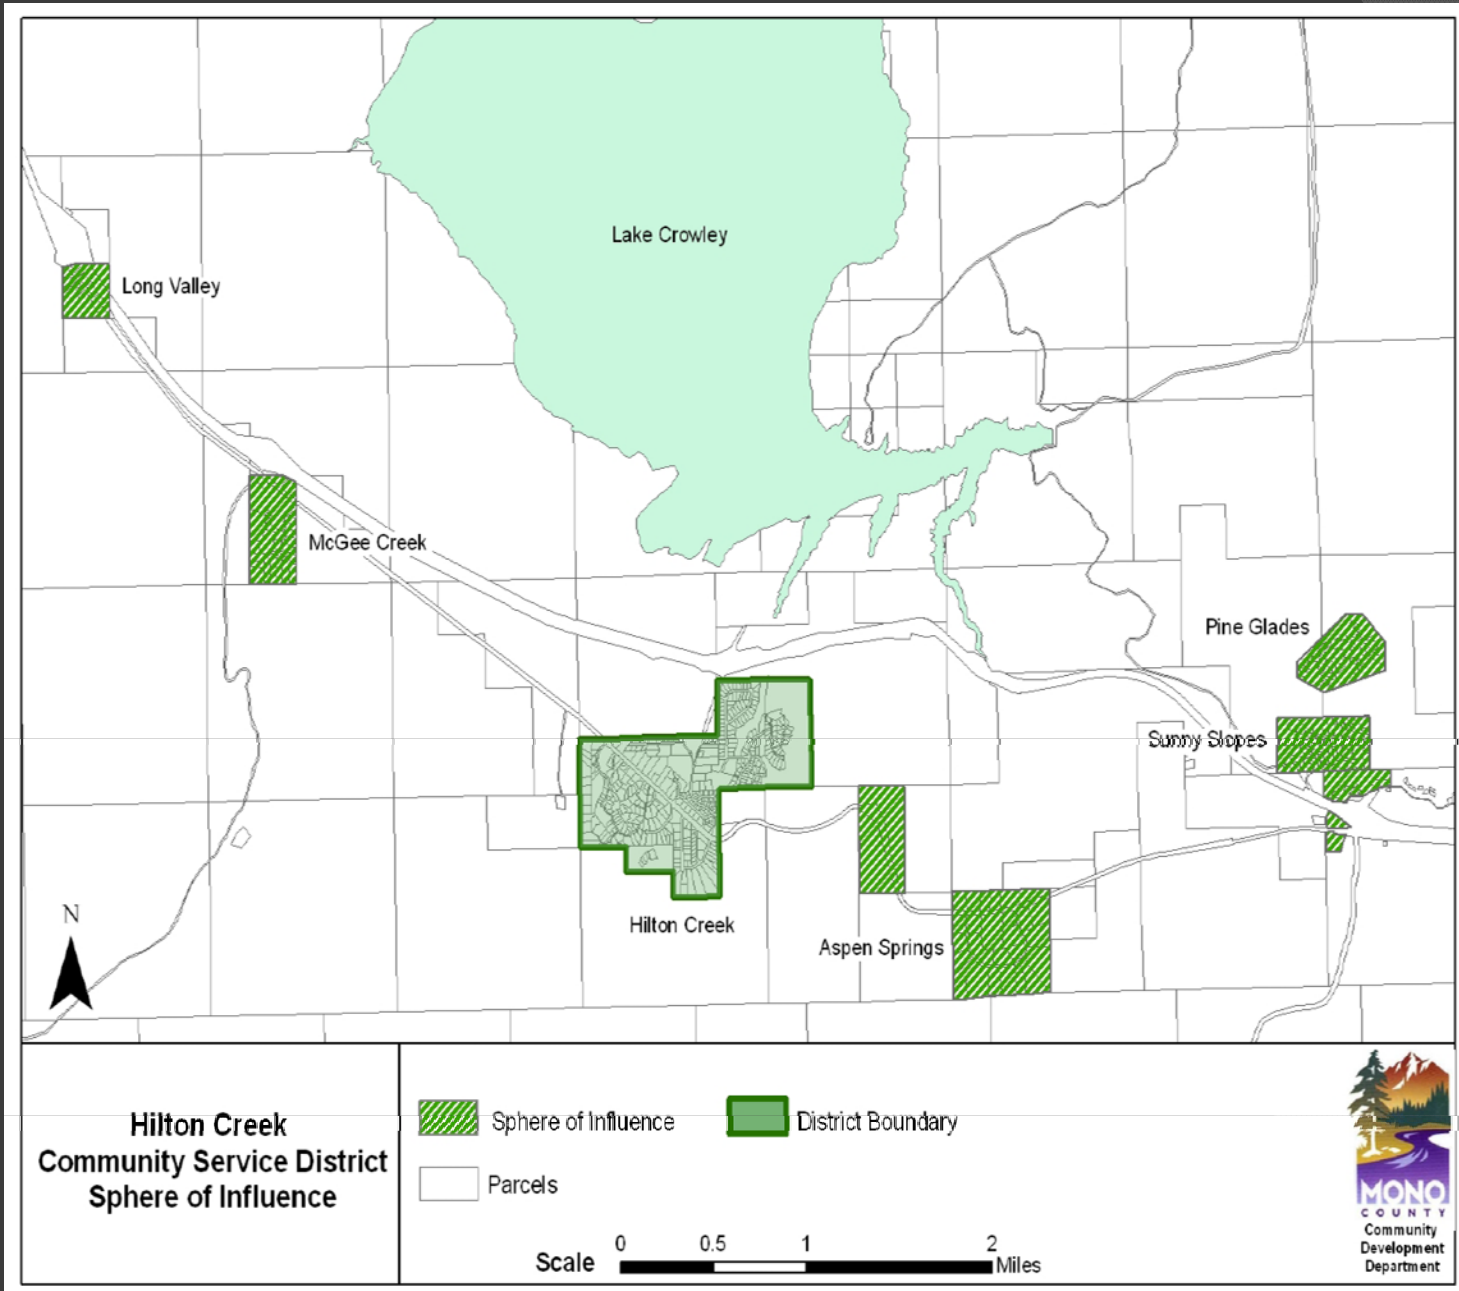 Lake Crowley
Long Valley
McGee Creek
Pine Glades
Sunny Slopes
Hilton Creek
Aspen Springs
N
Hilton Creek
Community Service District
Sphere of Influence
Sphere of Influence
District Boundary
Parcels
Scale
0
0.5
1
2
Miles
MONO
COUNTY
Community
Development
Department